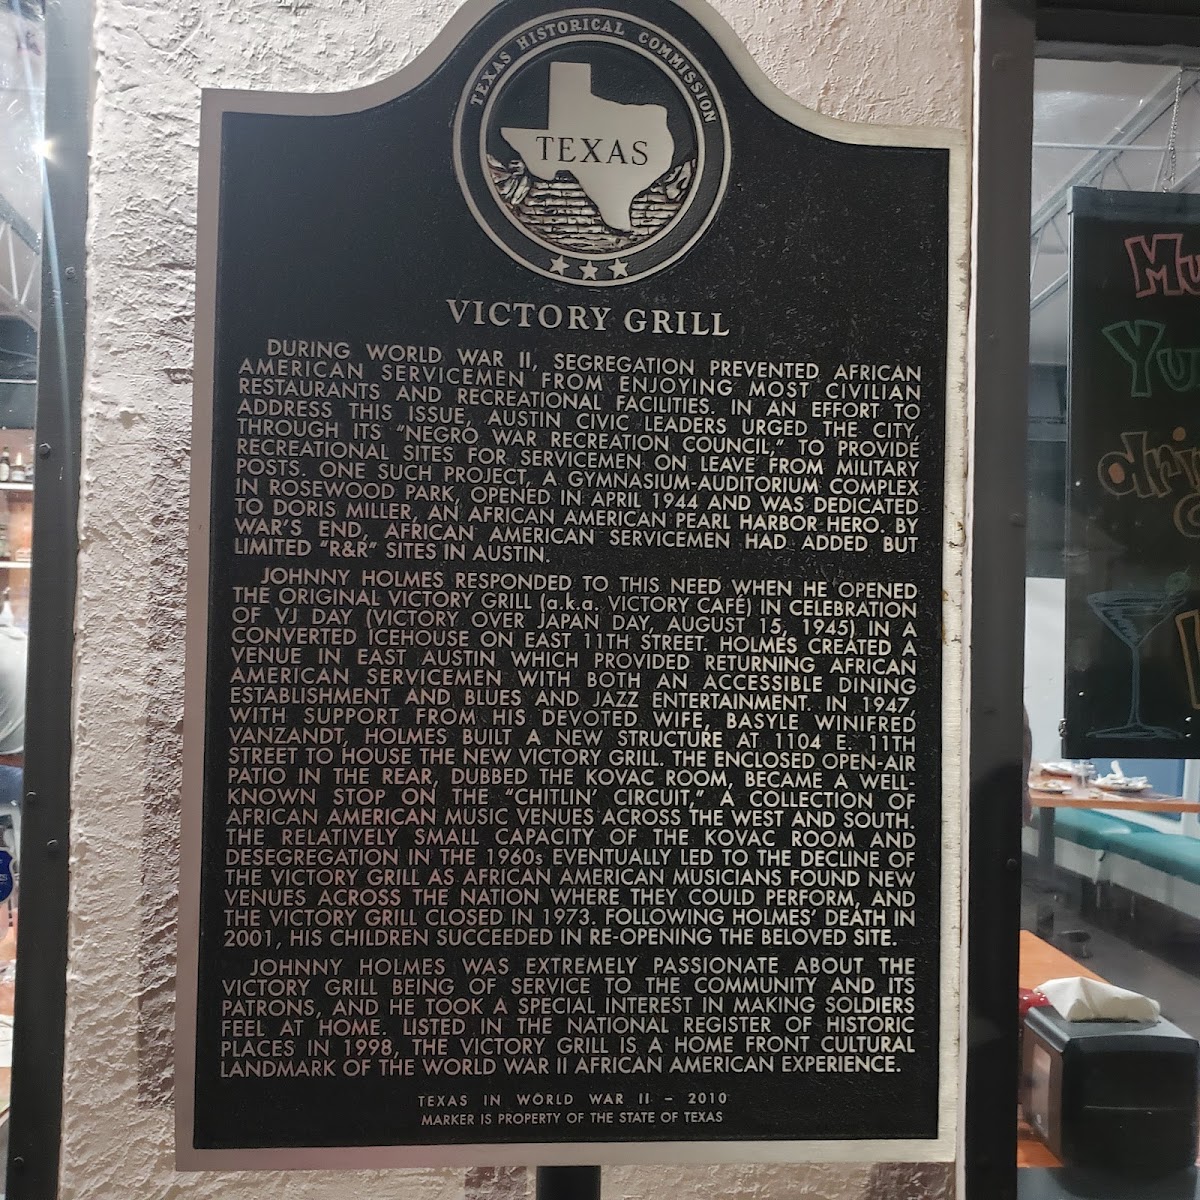 TEXAS HISTORICAL COMMISSION
TEXAS
VICTORY GRILL
DURING WORLD WAR II, SEGREGATION PREVENTED AFRICAN
AMERICAN SERVICEMEN FROM ENJOYING MOST CIVILIAN
RESTAURANTS AND RECREATIONAL FACILITIES. IN AN EFFORT TO
ADDRESS THIS ISSUE, AUSTIN CIVIC LEADERS URGED THE CITY,
THROUGH ITS “NEGRO WAR RECREATION COUNCIL,” TO PROVIDE
RECREATIONAL SITES FOR SERVICEMEN ON LEAVE FROM MILITARY
POSTS. ONE SUCH PROJECT, A GYMNASIUM-AUDITORIUM COMPLEX
IN ROSEWOOD PARK, OPENED IN APRIL 1944 AND WAS DEDICATED
TO DORIS MILLER, AN AFRICAN AMERICAN PEARL HARBOR HERO. BY
WAR'S END, AFRICAN AMERICAN SERVICEMEN HAD ADDED BUT
LIMITED “R&R” SITES IN AUSTIN.
JOHNNY HOLMES RESPONDED TO THIS NEED WHEN HE OPENED
THE ORIGINAL VICTORY GRILL (a.k.a. VICTORY CAFÉ) IN CELEBRATION
OF VJ DAY (VICTORY OVER JAPAN DAY, AUGUST 15, 1945) IN A
CONVERTED ICEHOUSE ON EAST 11TH STREET. HOLMES CREATED A
VENUE IN EAST AUSTIN WHICH PROVIDED RETURNING AFRICAN
AMERICAN SERVICEMEN WITH BOTH AN ACCESSIBLE DINING
ESTABLISHMENT AND BLUES AND JAZZ ENTERTAINMENT. IN 1947,
WITH SUPPORT FROM HIS DEVOTED WIFE, BASYLE WINIFRED
VANZANDT, HOLMES BUILT A NEW STRUCTURE AT 1104 E. 11TH
STREET TO HOUSE THE NEW VICTORY GRILL. THE ENCLOSED OPEN-AIR
PATIO IN THE REAR, DUBBED THE KOVAC ROOM, BECAME A WELL-
KNOWN STOP ON THE “CHITLIN’ CIRCUIT,” A COLLECTION OF
AFRICAN AMERICAN MUSIC VENUES ACROSS THE WEST AND SOUTH.
THE RELATIVELY SMALL CAPACITY OF THE KOVAC ROOM AND
DESEGREGATION IN THE 1960s EVENTUALLY LED TO THE DECLINE OF
THE VICTORY GRILL AS AFRICAN AMERICAN MUSICIANS FOUND NEW
VENUES ACROSS THE NATION WHERE THEY COULD PERFORM, AND
THE VICTORY GRILL CLOSED IN 1973. FOLLOWING HOLMES’ DEATH IN
2001, HIS CHILDREN SUCCEEDED IN RE-OPENING THE BELOVED SITE.
JOHNNY HOLMES WAS EXTREMELY PASSIONATE ABOUT THE
VICTORY GRILL BEING OF SERVICE TO THE COMMUNITY AND ITS
PATRONS, AND HE TOOK A SPECIAL INTEREST IN MAKING SOLDIERS
FEEL AT HOME. LISTED IN THE NATIONAL REGISTER OF HISTORIC
PLACES IN 1998, THE VICTORY GRILL IS A HOME FRONT CULTURAL
LANDMARK OF THE WORLD WAR II AFRICAN AMERICAN EXPERIENCE.
TEXAS IN WORLD WAR II – 2010
MARKER IS PROPERTY OF THE STATE OF TEXAS